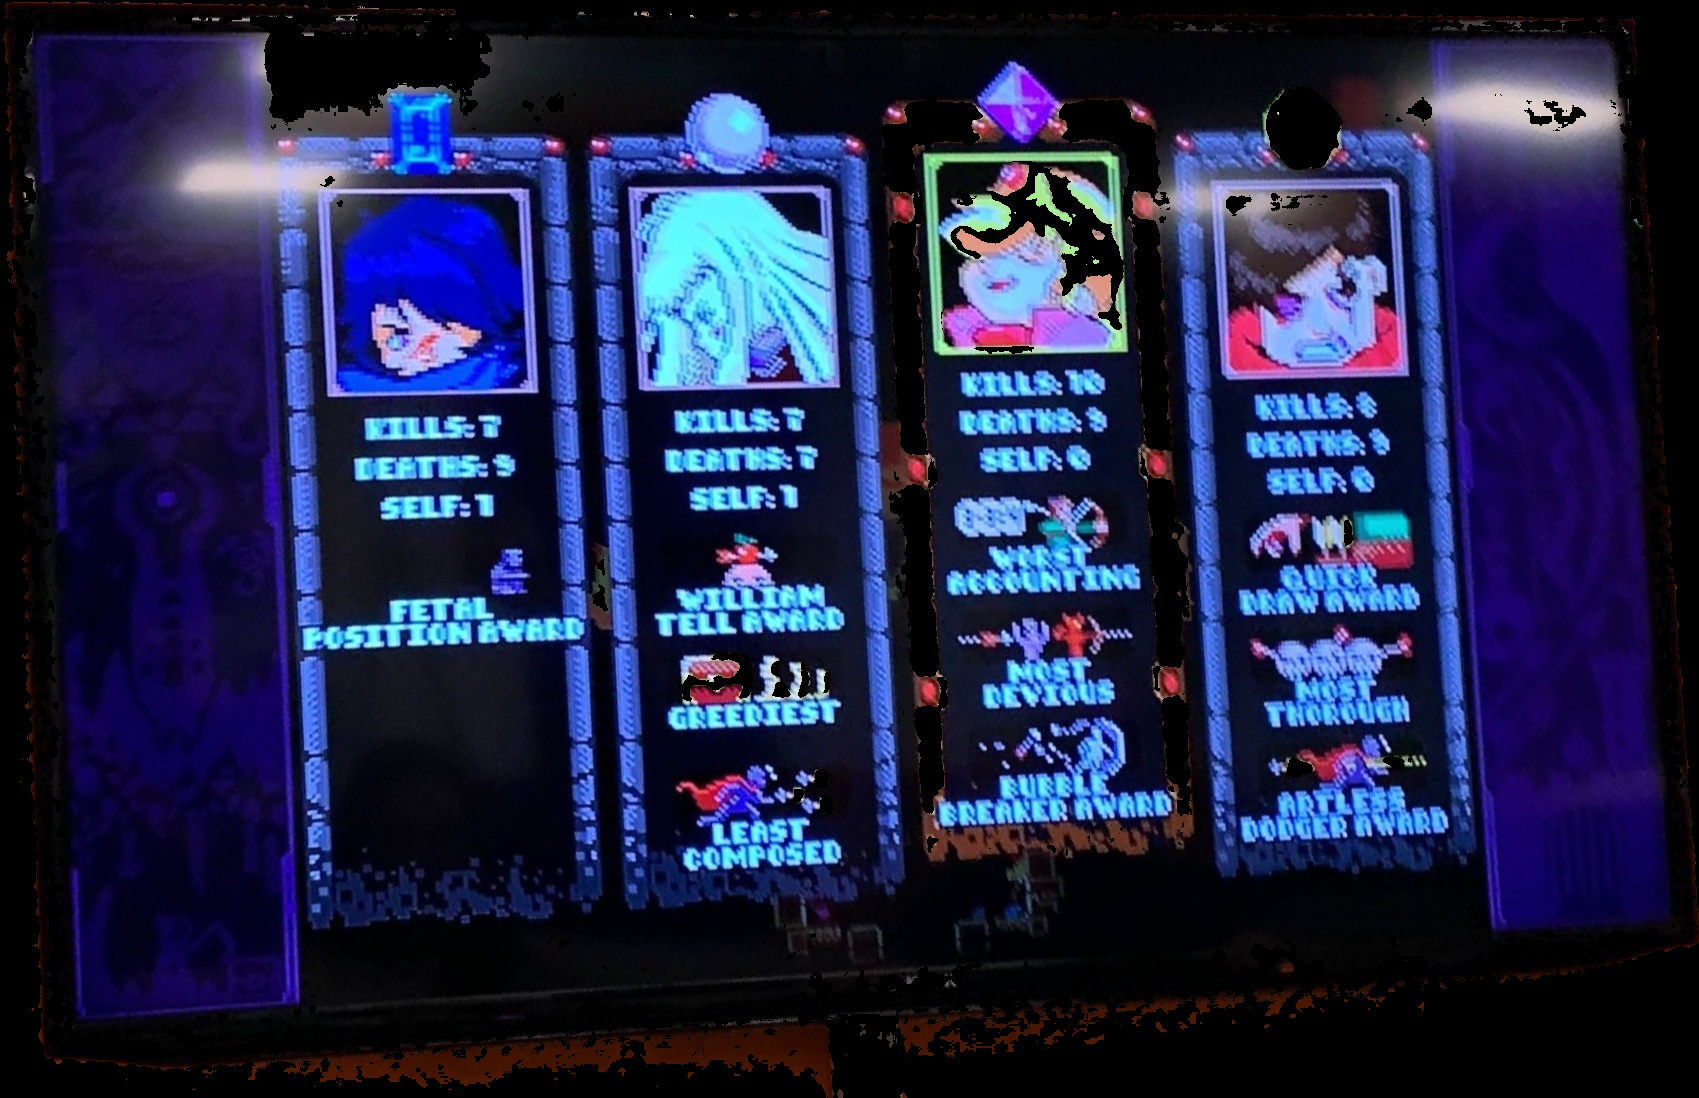 KILLS: 7
DEATHS: 9
SELF: 1
FETAL
POSITION AWARD
KILLS: 7
DEATHS: 7
SELF: 1
WILLIAM
TELL AWARD
GREEDIEST
LEAST
COMPOSED
KILLS: 10
DEATHS: 9
SELF: 0
WORST
ACCOUNTING
MOST
DEVIOUS
BUBBLE
BREAKER AWARD
KILLS:
DEATHS: 9
SELF: 0
QUICK
DRAW AWARD
MOST
THOROUGH
ARTLESS
DODGER AWARD